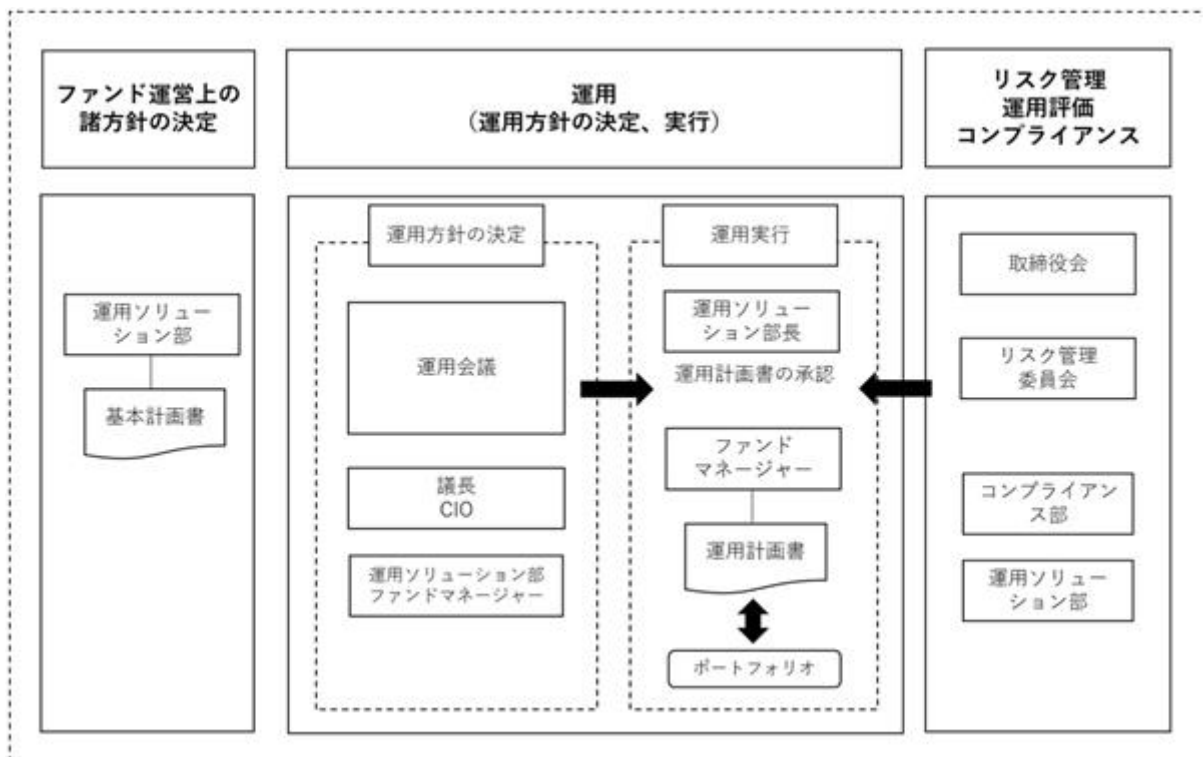 ファンド運営上の
諸方針の決定
運用
（運用方針の決定、実行）
リスク管理
運用評価
コンプライアンス
運用ソリュー
ション部
基本計画書
運用方針の決定
運用会議
議長
CIO
運用ソリューション部
ファンドマネージャー
運用実行
運用ソリュー
ション部長
運用計画書の承認
ファンド
マネージャー
運用計画書
ポートフォリオ
取締役会
リスク管理
委員会
コンプライアン
ス部
運用ソリュー
ション部